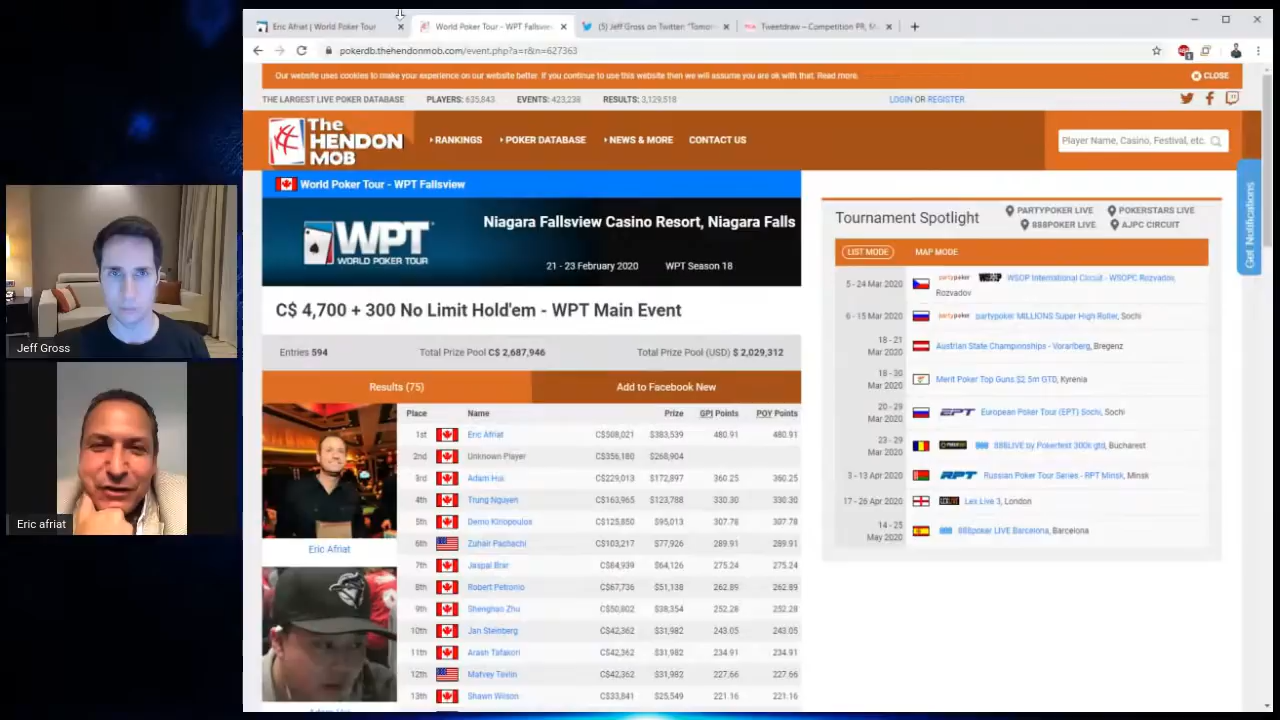 Eric Afriat | World Poker Tour
World Poker Tour - WPT Fallsview
(5) Jeff Gross on Twitter: "Tomor
Tweetdraw – Competition PR, M
pokerdb.thehendonmob.com/event.php?a=r&n=627363
Our website uses cookies to make your experience on our website better. If you continue to use this website then we will assume you are ok with that. Read more.
CLOSE
THE LARGEST LIVE POKER DATABASE PLAYERS: 635,843 EVENTS: 423,238 RESULTS: 3,129,518 LOGIN OR REGISTER
The
HENDON
MOB
RANKINGS POKER DATABASE NEWS & MORE CONTACT US
Player Name, Casino, Festival, etc.
Get Notifications
World Poker Tour - WPT Fallsview
WPT
WORLD POKER TOUR
Niagara Fallsview Casino Resort, Niagara Falls
21 - 23 February 2020 WPT Season 18
C$ 4,700 + 300 No Limit Hold'em - WPT Main Event
Entries 594 Total Prize Pool C$ 2,687,946 Total Prize Pool (USD) $ 2,029,312
Results (75) Add to Facebook New
Place Name Prize GPI Points POY Points
1st Eric Afriat C$508,021 $383,539 480.91 480.91
2nd Unknown Player C$356,180 $268,904
3rd Adam Hui C$229,013 $172,897 360.25 360.25
4th Trung Nguyen C$163,965 $123,788 330.30 330.30
5th Demo Kiriopoulos C$125,850 $95,013 307.78 307.78
6th Zuhair Pachachi C$103,217 $77,926 289.91 289.91
7th Jaspal Brar C$84,939 $64,126 275.24 275.24
8th Robert Petronio C$67,736 $51,138 262.89 262.89
9th Shenghao Zhu C$50,802 $38,354 252.28 252.28
10th Jan Steinberg C$42,362 $31,982 243.05 243.05
11th Arash Tafakori C$42,362 $31,982 234.91 234.91
12th Matvey Tavlin C$42,362 $31,982 227.66 227.66
13th Shawn Wilson C$33,841 $25,549 221.16 221.16
Eric Afriat
Tournament Spotlight
PARTYPOKER LIVE POKERSTARS LIVE
888POKER LIVE AJPC CIRCUIT
LIST MODE MAP MODE
5 - 24 Mar 2020 partypoker WSOP International Circuit - WSOPC Rozvadov,
Rozvadov
6 - 15 Mar 2020 partypoker partypoker MILLIONS Super High Roller, Sochi
18 - 21
Mar 2020
Austrian State Championships - Vorarlberg, Bregenz
18 - 30
Mar 2020
Merit Poker Top Guns $2.5m GTD, Kyrenia
20 - 29
Mar 2020
EPT European Poker Tour (EPT) Sochi, Sochi
23 - 29
Mar 2020
888LIVE by Pokerfest 300k gtd, Bucharest
3 - 13 Apr 2020 RPT Russian Poker Tour Series - RPT Minsk, Minsk
17 - 26 Apr 2020 Lex Live 3, London
14 - 25
May 2020
888poker LIVE Barcelona, Barcelona
Jeff Gross
Eric afriat